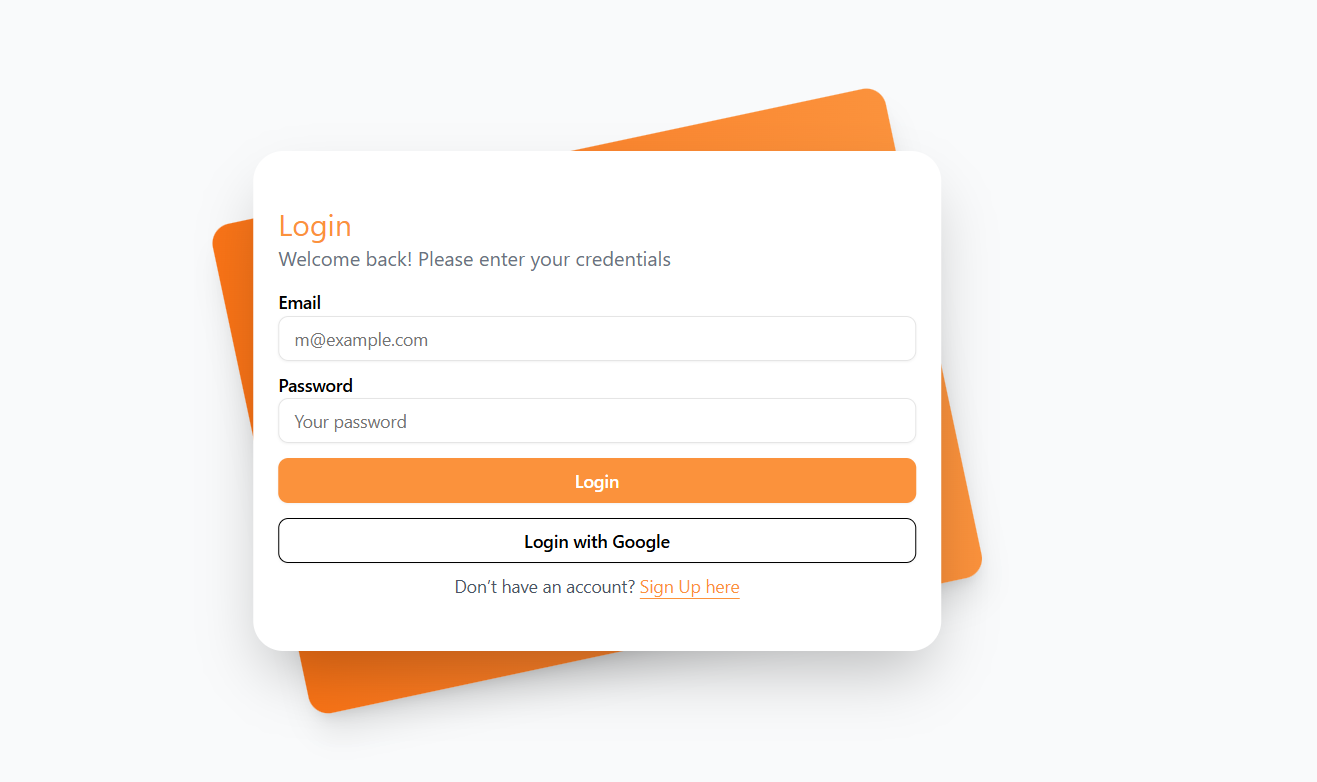 Login
Welcome back! Please enter your credentials
Email
m@example.com
Password
Your password
Login
Login with Google
Don’t have an account? Sign Up here